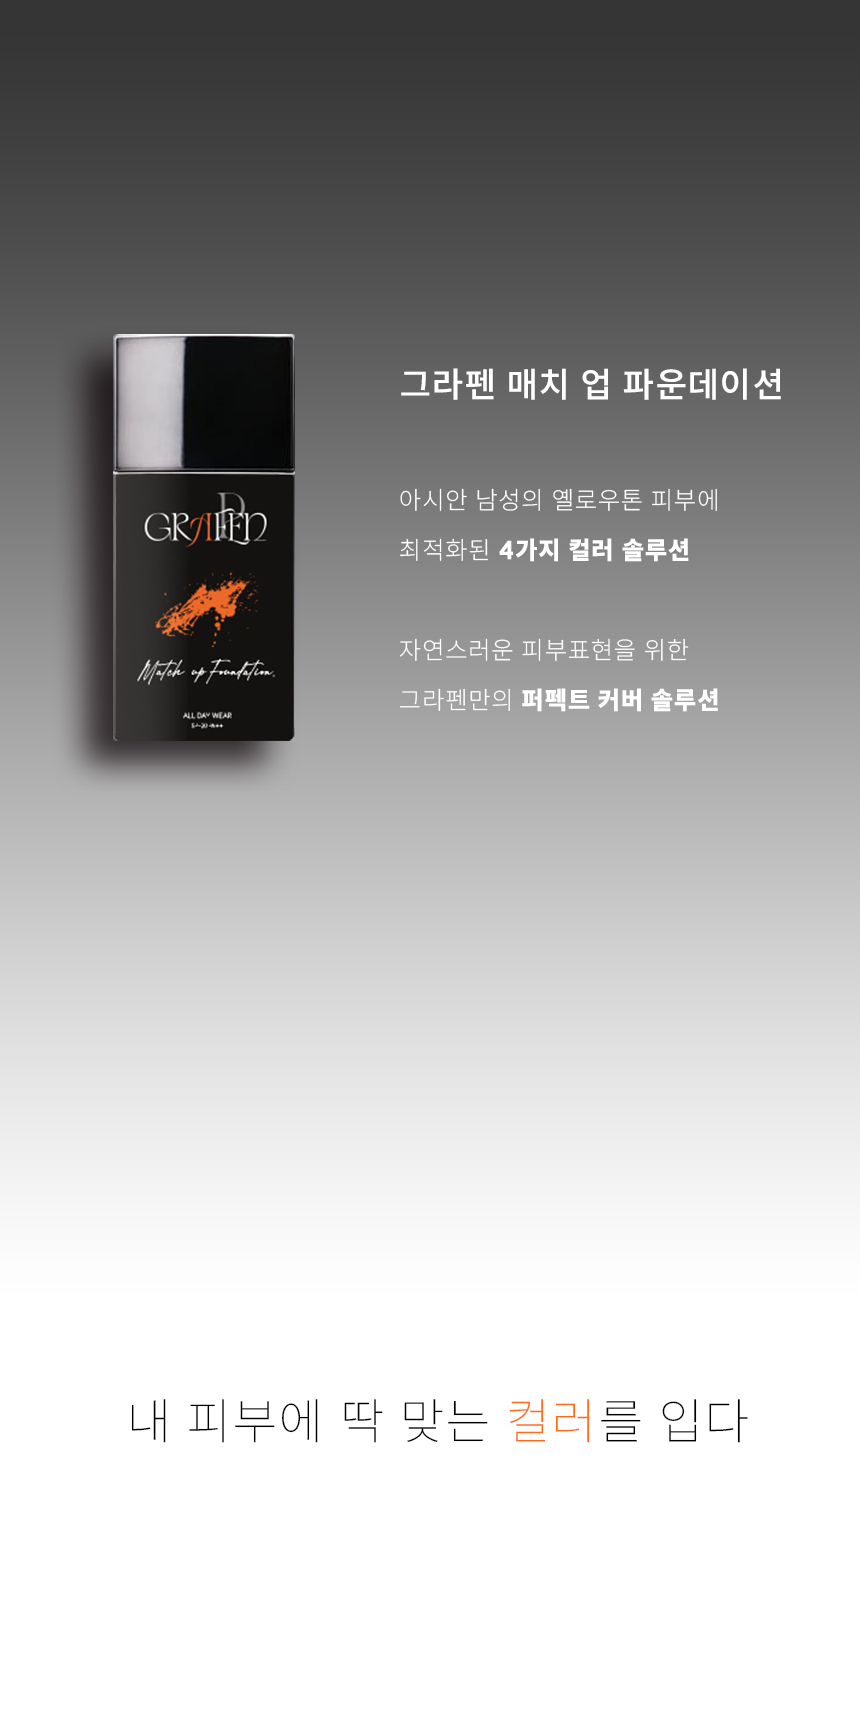 그라펜 매치 업 파운데이션
아시안 남성의 옐로우톤 피부에
최적화된 4가지 컬러 솔루션
자연스러운 피부표현을 위한
그라펜만의 퍼펙트 커버 솔루션
GRAFEN
Match up Foundation.
ALL DAY WEAR
내 피부에 딱 맞는 컬러를 입다